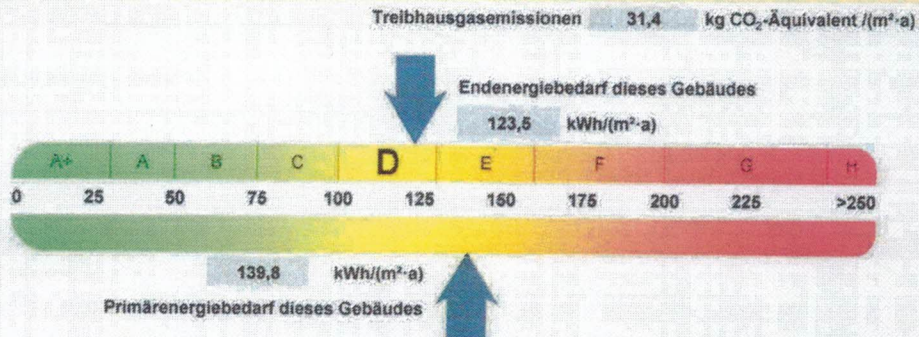 Treibhausgasemissionen 31,4 kg CO₂-Äquivalent /(m²·a)
Endenergiebedarf dieses Gebäudes
123,5 kWh/(m²·a)
A+ A B C D E F G H
0 25 50 75 100 125 150 175 200 225 >250
139,8 kWh/(m²·a)
Primärenergiebedarf dieses Gebäudes